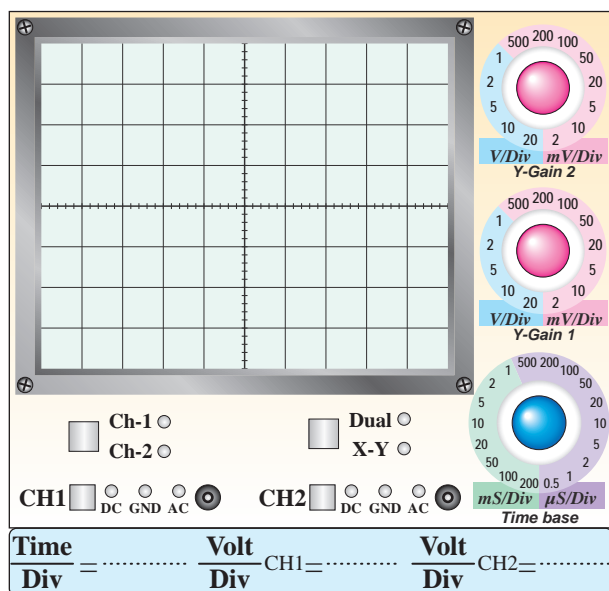 500 200 100
1 50
2 20
5 5
10 10
20 2
V/Div mV/Div
Y-Gain 2
500 200 100
1 50
2 20
5 5
10 10
20 2
V/Div mV/Div
Y-Gain 1
500 200
1 100
2 50
5 20
10 10
20 5
50 2
100 200 0.5 1
mS/Div µS/Div
Time base
Ch-1
Ch-2
Dual
X-Y
CH1 DC GND AC
CH2 DC GND AC
Time/Div = ............ Volt/Div CH1= ............ Volt/Div CH2= ............